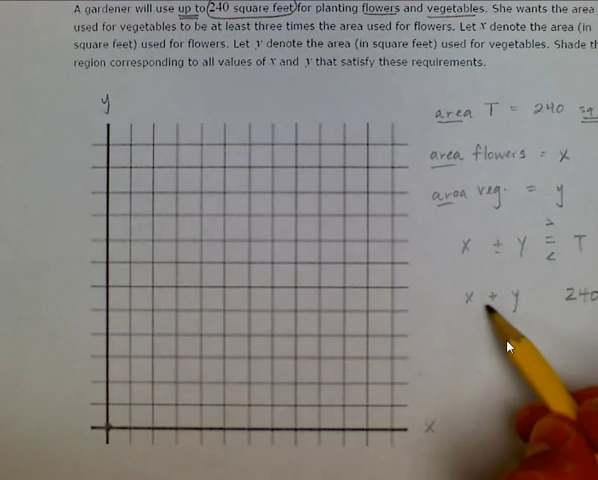 A gardener will use up to 240 square feet for planting flowers and vegetables. She wants the area
used for vegetables to be at least three times the area used for flowers. Let x denote the area (in
square feet) used for flowers. Let y denote the area (in square feet) used for vegetables. Shade th
region corresponding to all values of x and y that satisfy these requirements.
y
area T = 240 sq
area flowers = x
area veg. = y
>
x ± y = T
<
x + y 240
x